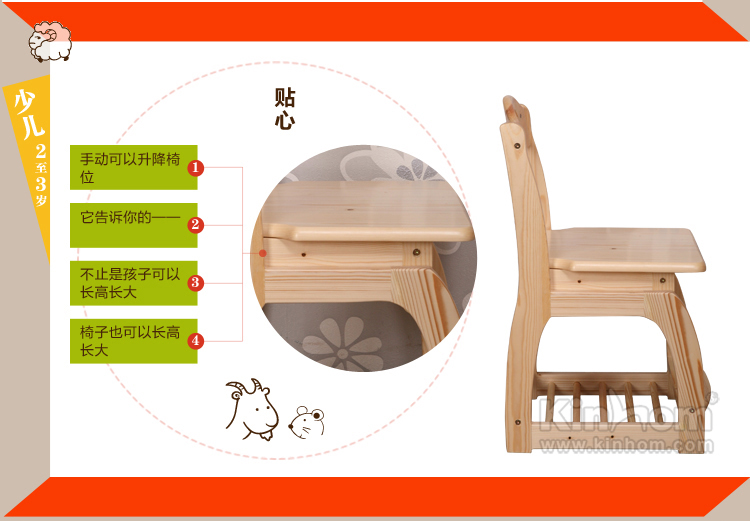 贴
心
少儿2至3岁
手动可以升降椅
位
1
它告诉你的——
2
不止是孩子可以
长高长大
3
椅子也可以长高
长大
4
Kinhom®
www.kinhom.com